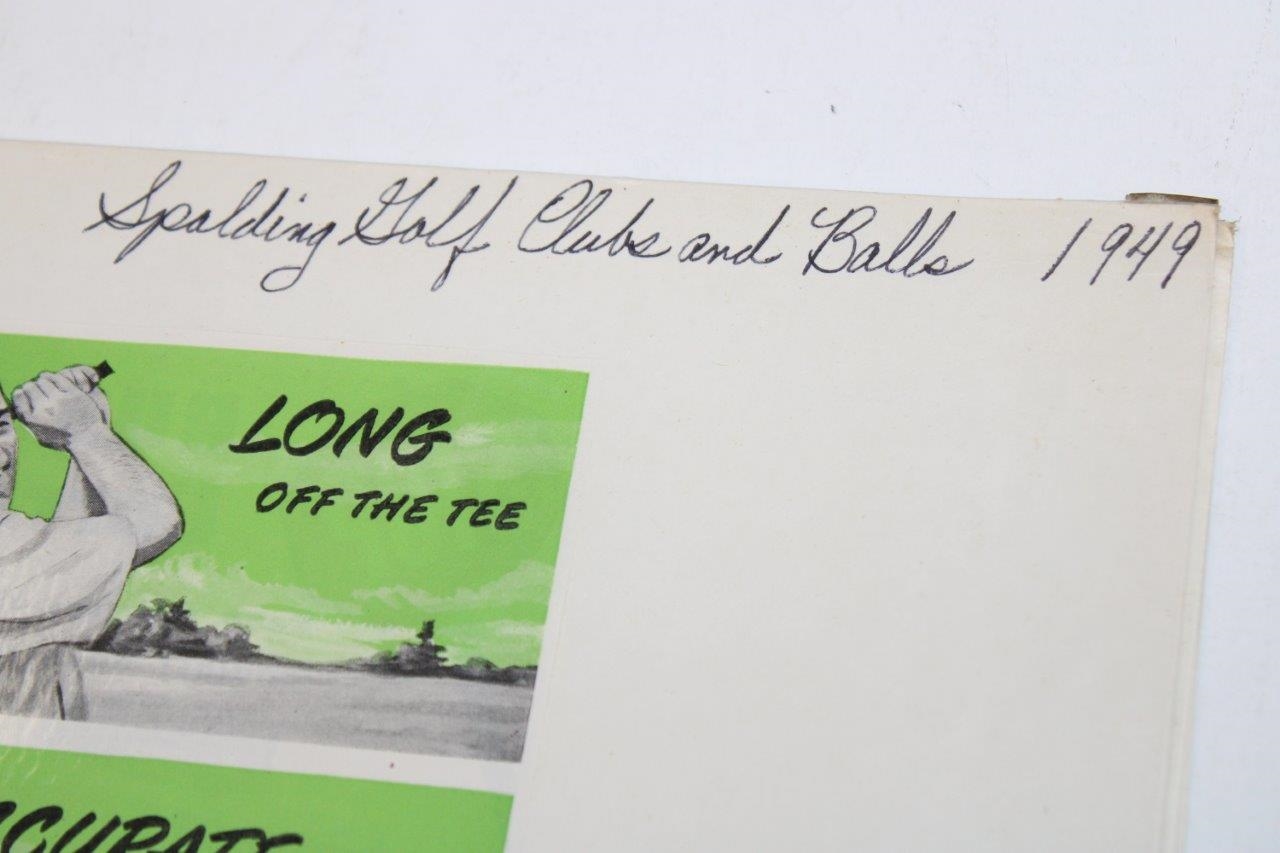 Spalding Golf Clubs and Balls 1949
LONG
OFF THE TEE